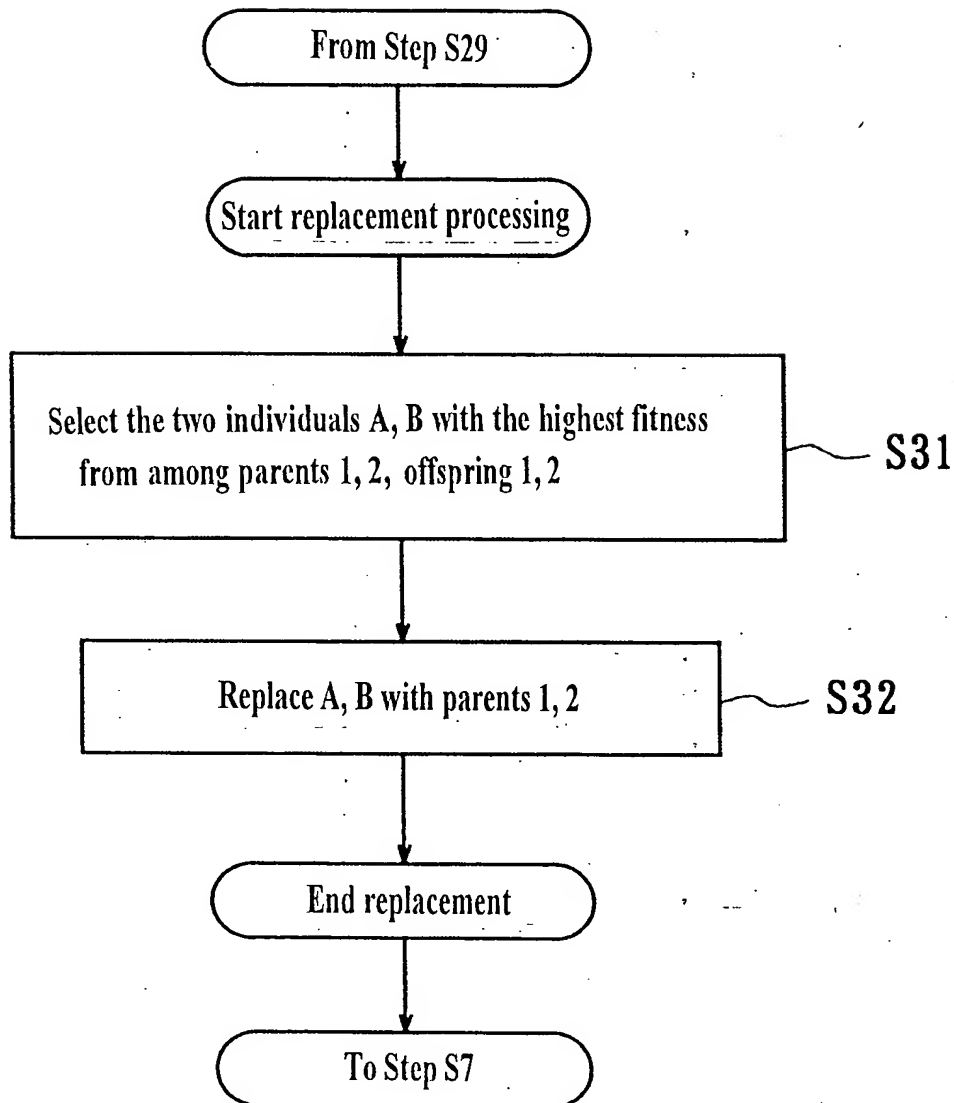 From Step S29
Start replacement processing
Select the two individuals A, B with the highest fitness
from among parents 1, 2, offspring 1, 2
S31
Replace A, B with parents 1, 2
S32
End replacement
To Step S7